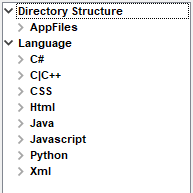 Directory Structure
AppFiles
Language
C#
C|C++
CSS
Html
Java
Javascript
Python
Xml